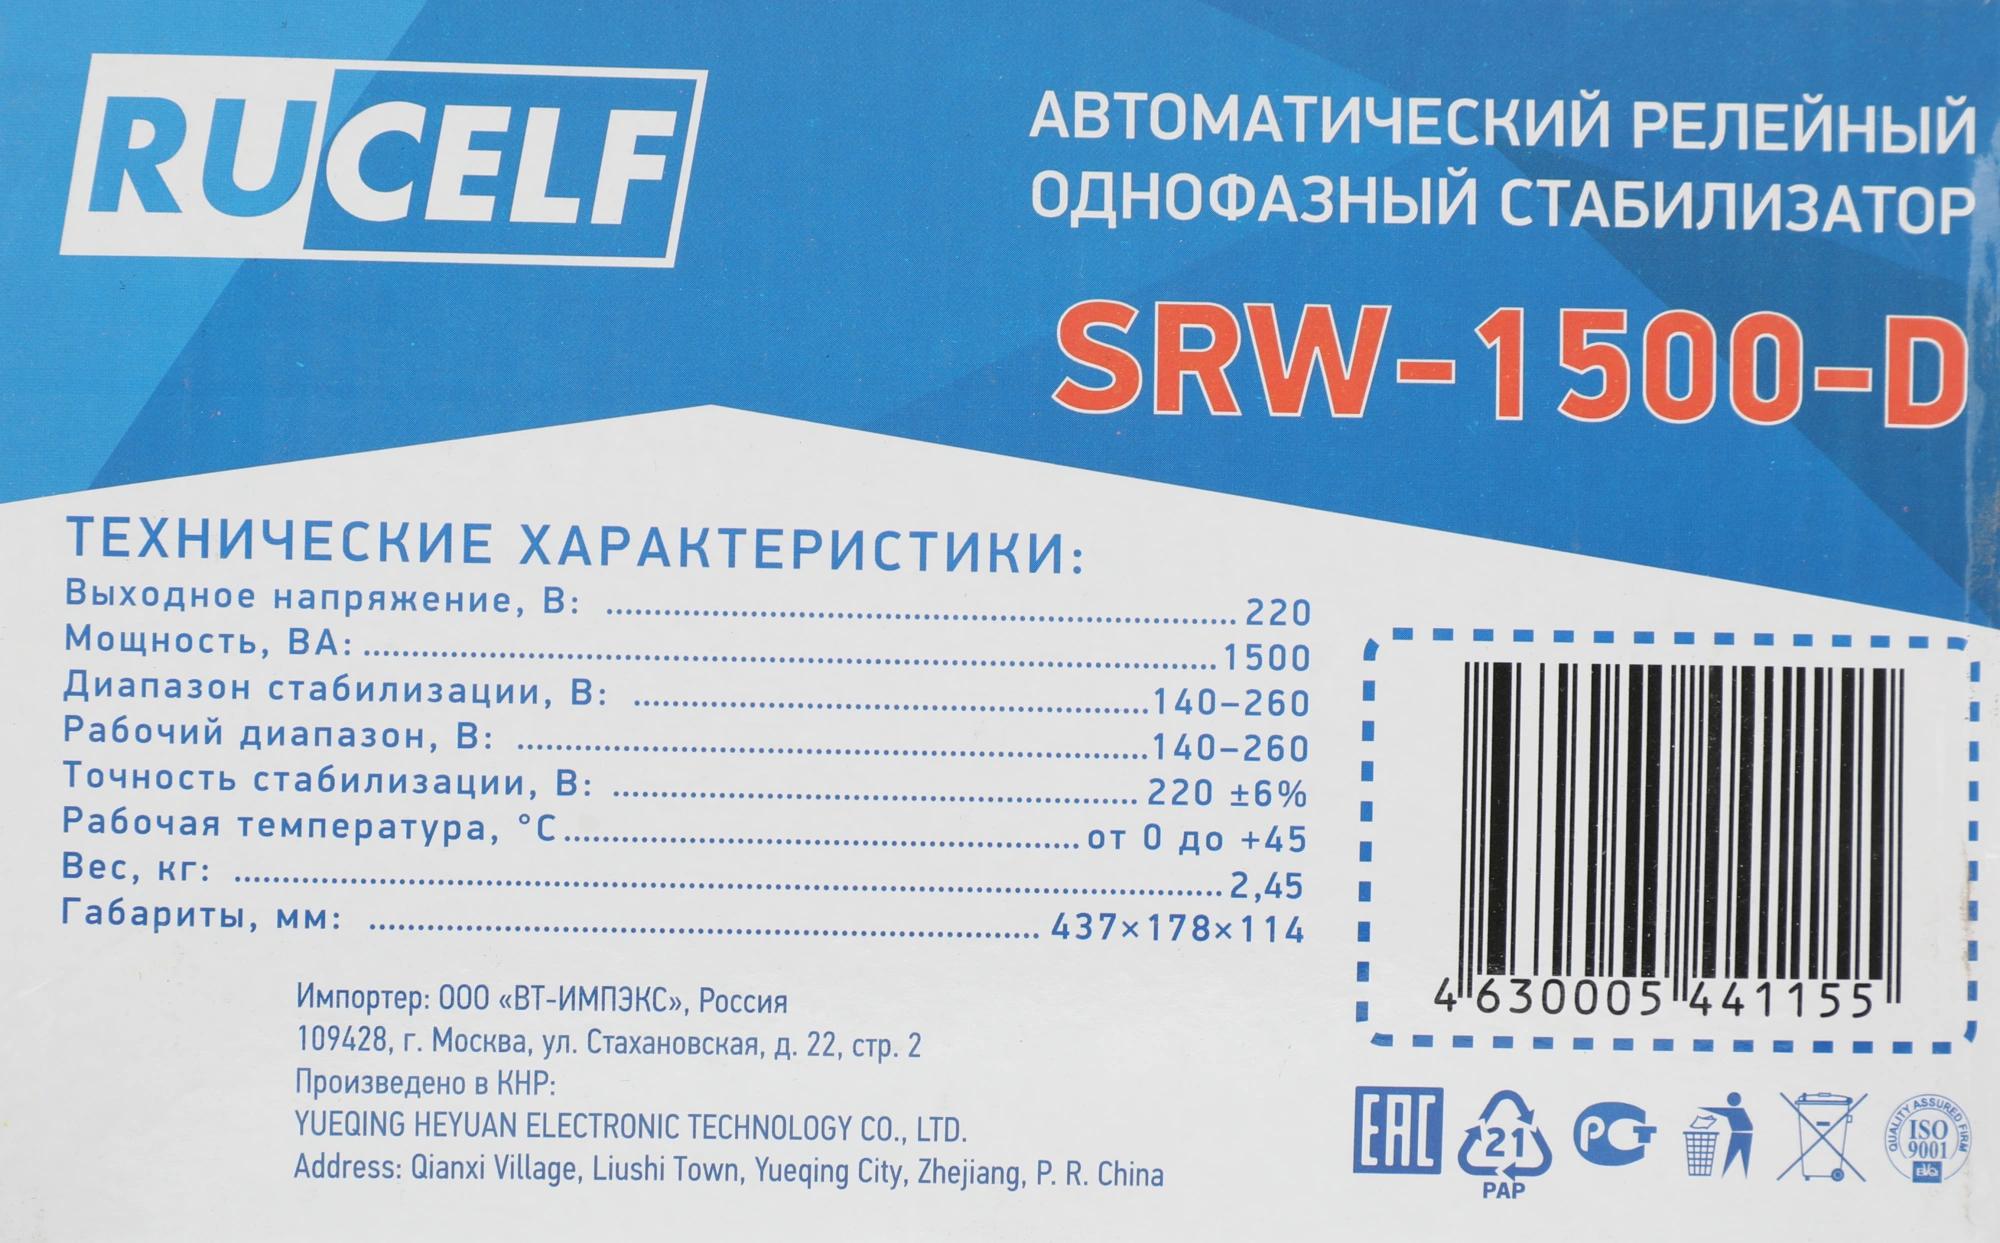 RUCELF
АВТОМАТИЧЕСКИЙ РЕЛЕЙНЫЙ
ОДНОФАЗНЫЙ СТАБИЛИЗАТОР
SRW-1500-D
ТЕХНИЧЕСКИЕ ХАРАКТЕРИСТИКИ:
Выходное напряжение, В: 220
Мощность, ВА: 1500
Диапазон стабилизации, В: 140–260
Рабочий диапазон, В: 140–260
Точность стабилизации, В: 220 ±6%
Рабочая температура, °С от 0 до +45
Вес, кг: 2,45
Габариты, мм: 437×178×114
4 630005 441155
Импортер: ООО «ВТ-ИМПЭКС», Россия
109428, г. Москва, ул. Стахановская, д. 22, стр. 2
Произведено в КНР:
YUEQING HEYUAN ELECTRONIC TECHNOLOGY CO., LTD.
Address: Qianxi Village, Liushi Town, Yueqing City, Zhejiang, P. R. China
EAC
21
PAP
РСТ
QUALITY ASSURED FIRM
ISO
9001